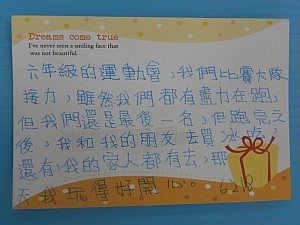 Dreams come true
I've never seen a smiling face that
was not beautiful.
六年級的運動會，我們比賽大隊
接力，雖然我們都有盡力在跑，
但我們還是最後一名，但跑完之
後，我和我的朋友去買冰吃，
還有，我的家人都有去，那
天我玩得好開心。6218